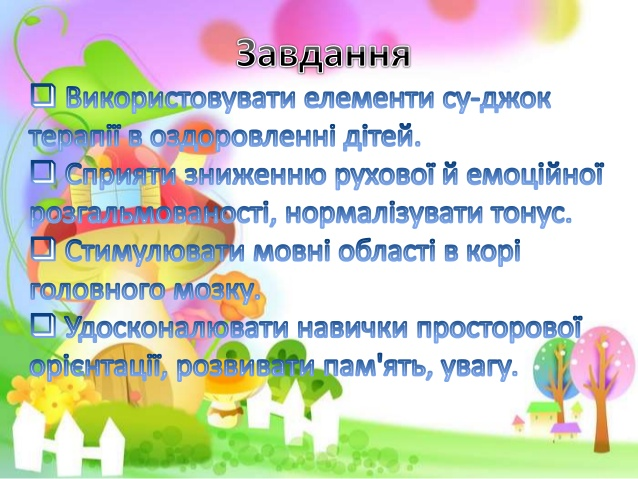 Завдання
❑ Використовувати елементи су-джок
терапії в оздоровленні дітей.
❑ Сприяти зниженню рухової й емоційної
розгальмованості, нормалізувати тонус.
❑ Стимулювати мовні області в корі
головного мозку.
❑ Удосконалювати навички просторової
орієнтації, розвивати пам'ять, увагу.